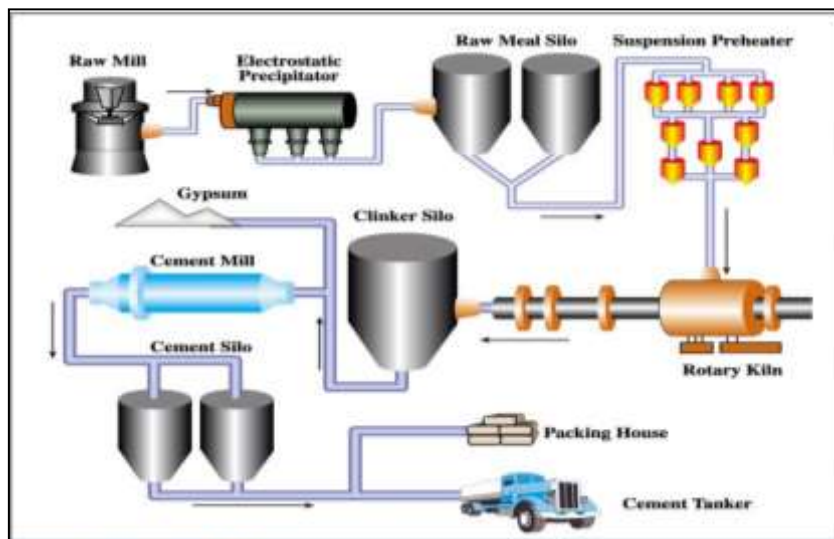 Raw Mill
Electrostatic
Precipitator
Raw Meal Silo
Suspension Preheater
Gypsum
Clinker Silo
Cement Mill
Cement Silo
Rotary Kiln
Packing House
Cement Tanker